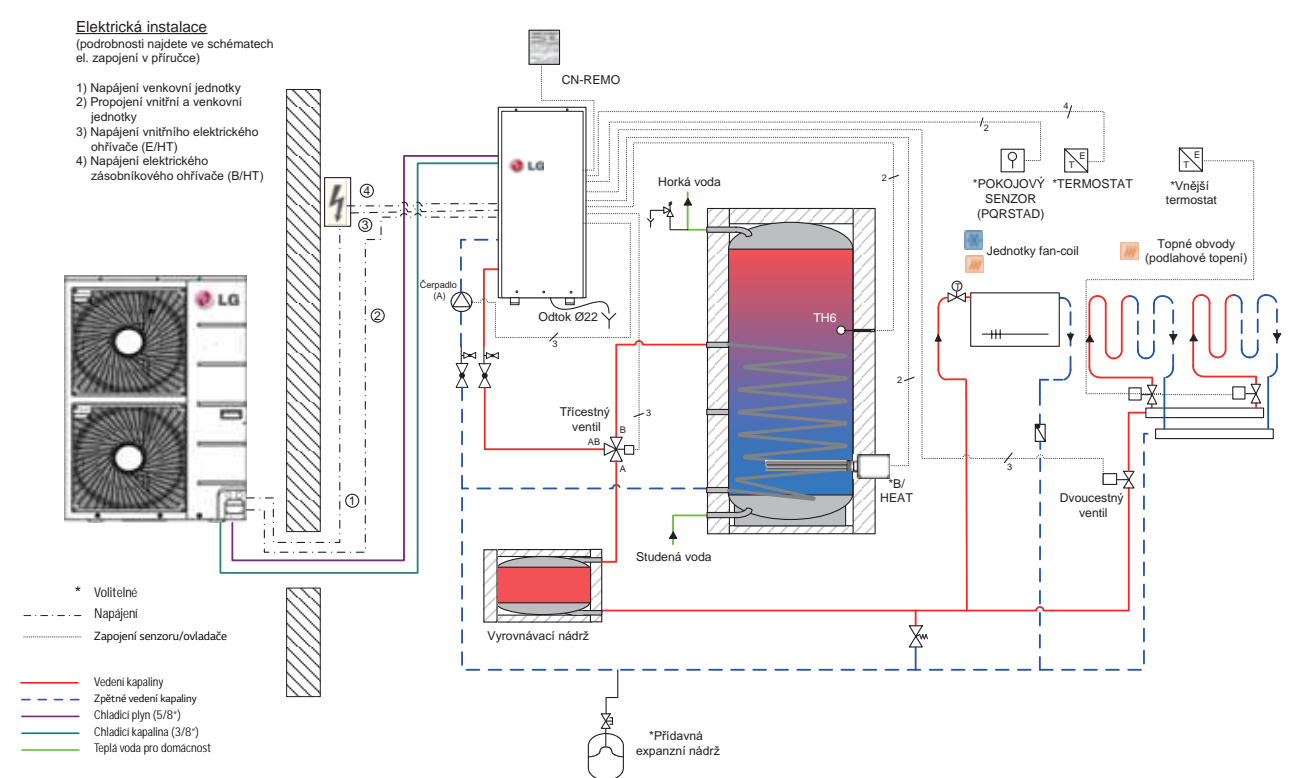 Elektrická instalace
(podrobnosti najdete ve schématech
el. zapojení v příručce)
1) Napájení venkovní jednotky
2) Propojení vnitřní a venkovní
jednotky
3) Napájení vnitřního elektrického
ohřívače (E/HT)
4) Napájení elektrického
zásobníkového ohřívače (B/HT)
CN-REMO
LG
4
2
E
T
E
T
*POKOJOVÝ
SENZOR
(PQRSTAD)
*TERMOSTAT
*Vnější
termostat
Jednotky fan-coil
Topné obvody
(podlahové topení)
④
③
②
①
LG
Horká voda
2
Čerpadlo
(A)
Odtok Ø22
3
TH6
T
2
Třícestný
ventil
3
B
AB
A
3
*B/
HEAT
Dvoucestný
ventil
Studená voda
Vyrovnávací nádrž
* Volitelné
Napájení
Zapojení senzoru/ovladače
Vedení kapaliny
Zpětné vedení kapaliny
Chladicí plyn (5/8“)
Chladicí kapalina (3/8“)
Teplá voda pro domácnost
*Přídavná
expanzní nádrž